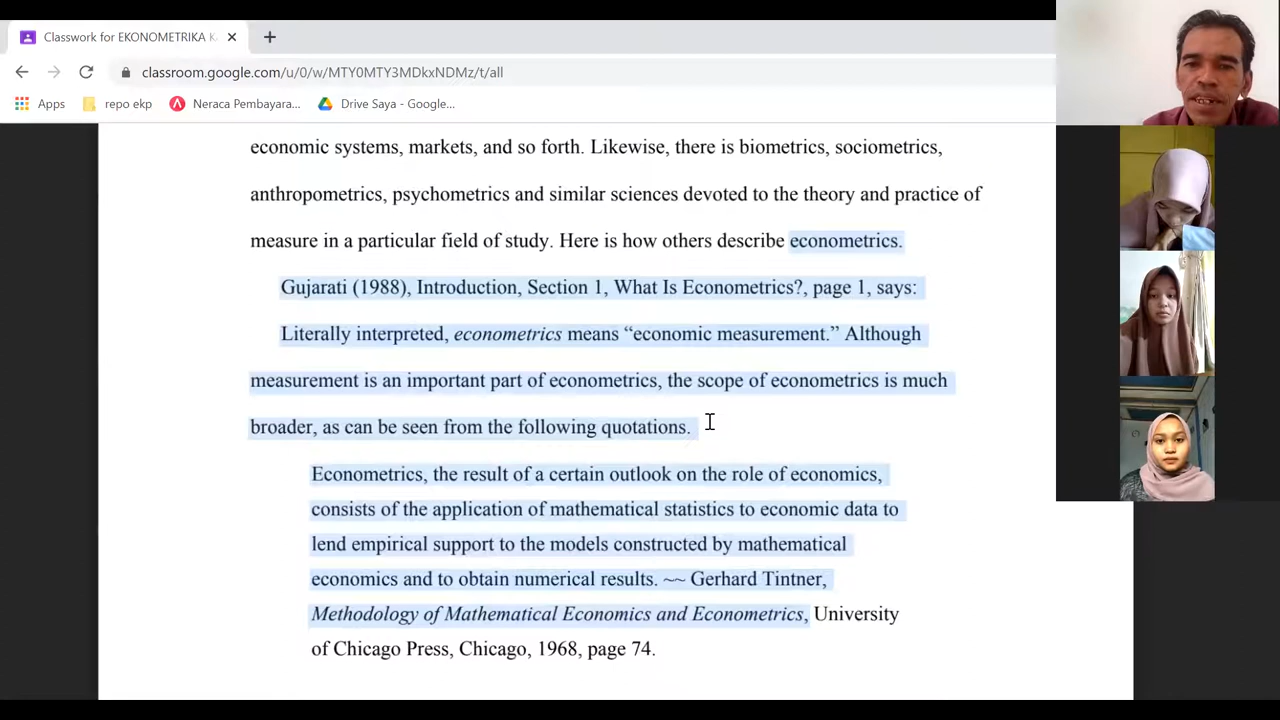 Classwork for EKONOMETRIKA K
classroom.google.com/u/0/w/MTY0MTY3MDkxNDMz/t/all
Apps repo ekp Neraca Pembayara... Drive Saya - Google...
economic systems, markets, and so forth. Likewise, there is biometrics, sociometrics,
anthropometrics, psychometrics and similar sciences devoted to the theory and practice of
measure in a particular field of study. Here is how others describe econometrics.
Gujarati (1988), Introduction, Section 1, What Is Econometrics?, page 1, says:
Literally interpreted, econometrics means “economic measurement.” Although
measurement is an important part of econometrics, the scope of econometrics is much
broader, as can be seen from the following quotations.
Econometrics, the result of a certain outlook on the role of economics,
consists of the application of mathematical statistics to economic data to
lend empirical support to the models constructed by mathematical
economics and to obtain numerical results. ~~ Gerhard Tintner,
Methodology of Mathematical Economics and Econometrics, University
of Chicago Press, Chicago, 1968, page 74.